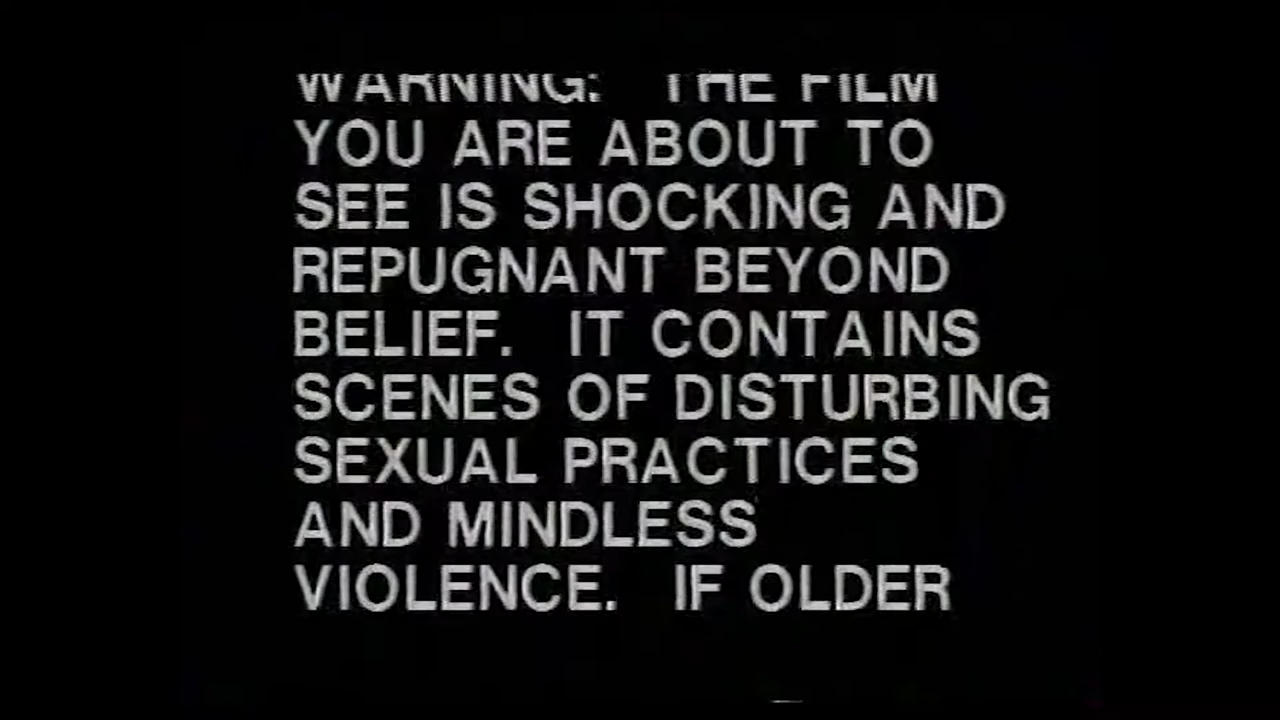 WARNING: THE FILM
YOU ARE ABOUT TO
SEE IS SHOCKING AND
REPUGNANT BEYOND
BELIEF. IT CONTAINS
SCENES OF DISTURBING
SEXUAL PRACTICES
AND MINDLESS
VIOLENCE. IF OLDER